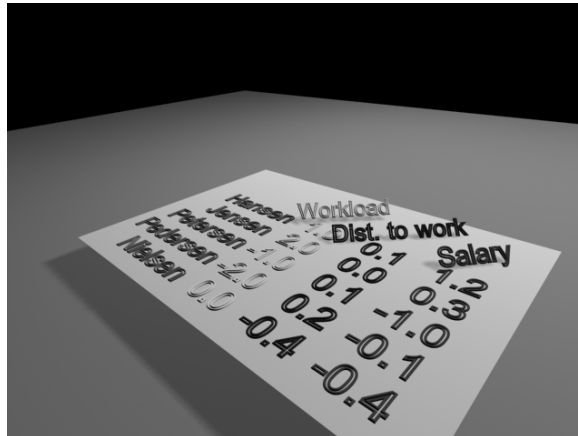 Workload
Dist. to work
Salary
Hansen 0.1 1.2
Jensen 2.0 0.0 0.3
Petersen -1.0 0.1 -1.0
Pedersen -2.0 0.2 -0.1
Nielsen 0.0 -0.4 -0.4